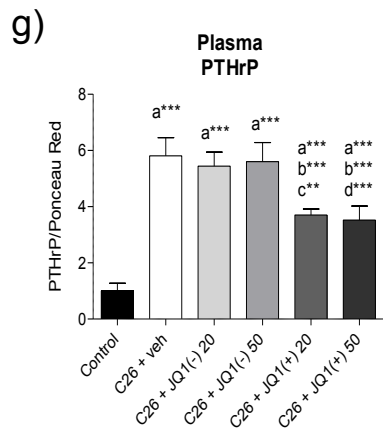 g)
Plasma
PTHrP
PTHrP/Ponceau Red
8
6
4
2
0
a***
a***
a***
a***
b***
c**
a***
b***
d***
Control
C26 + veh
C26 + JQ1(-) 20
C26 + JQ1(-) 50
C26 + JQ1(+) 20
C26 + JQ1(+) 50